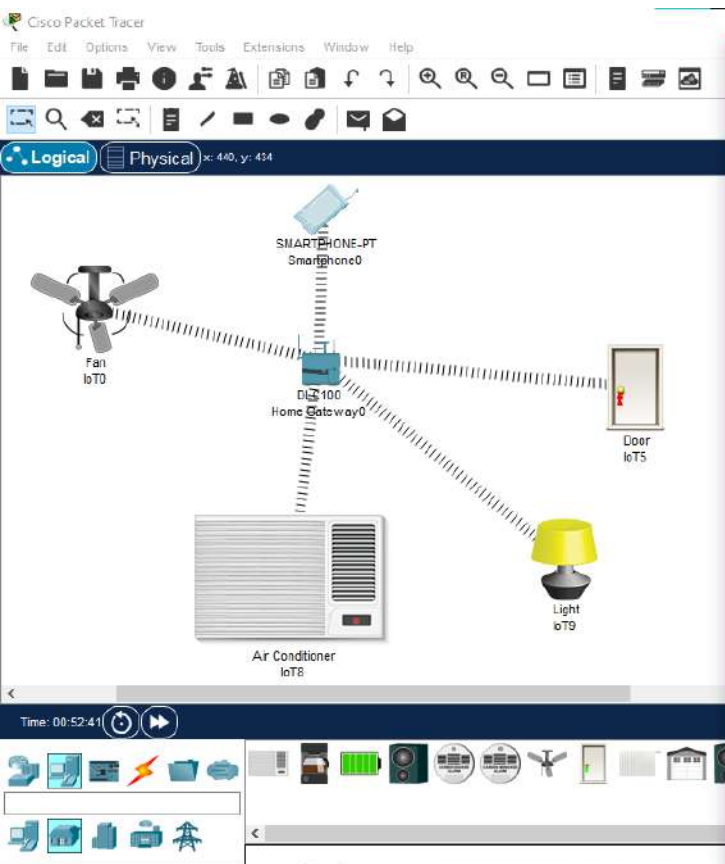 Cisco Packet Tracer
File Edit Options View Tools Extensions Window Help
Logical Physical x: 440, y: 434
SMARTPHONE-PT
Smartphone0
Fan
IoT0
DLC100
Home Gateway0
Door
IoT5
Light
IoT9
Air Conditioner
IoT8
Time: 00:52:41